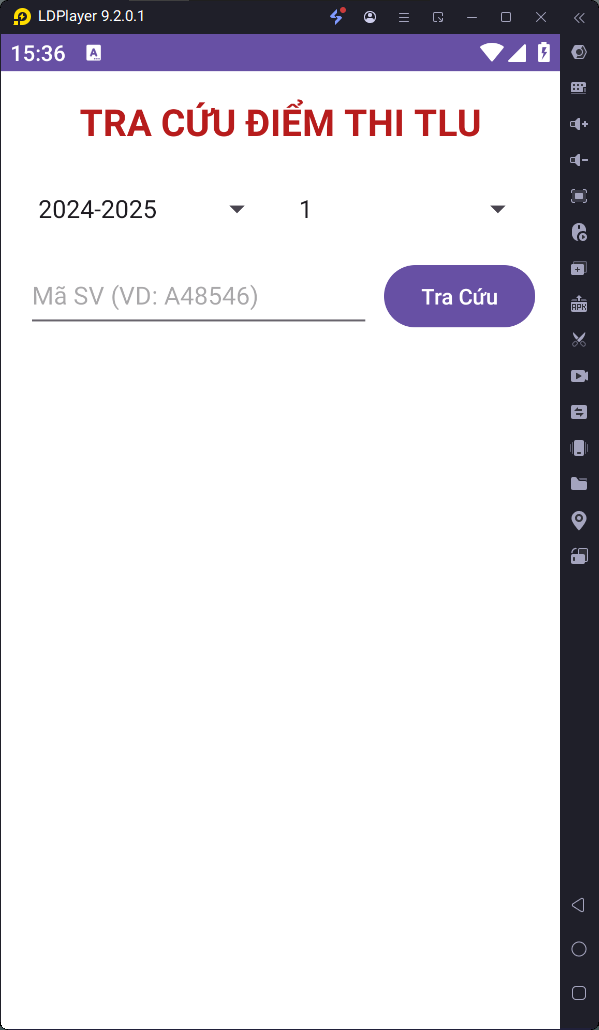 LDPlayer 9.2.0.1
15:36 A
TRA CỨU ĐIỂM THI TLU
2024-2025 1
Mã SV (VD: A48546) Tra Cứu
APK